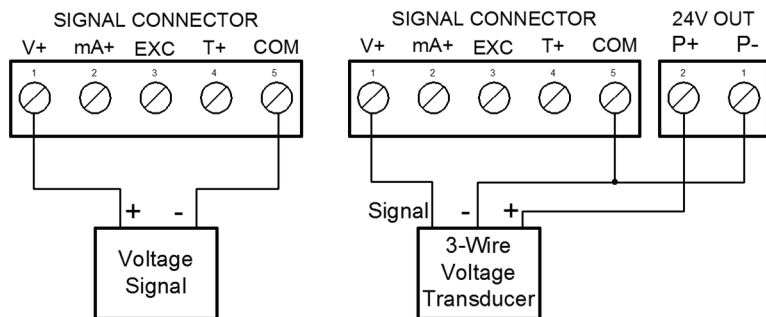 SIGNAL CONNECTOR
V+ mA+ EXC T+ COM
1 2 3 4 5
+ -
Voltage
Signal
SIGNAL CONNECTOR 24V OUT
V+ mA+ EXC T+ COM P+ P-
1 2 3 4 5 2 1
Signal - +
3-Wire
Voltage
Transducer